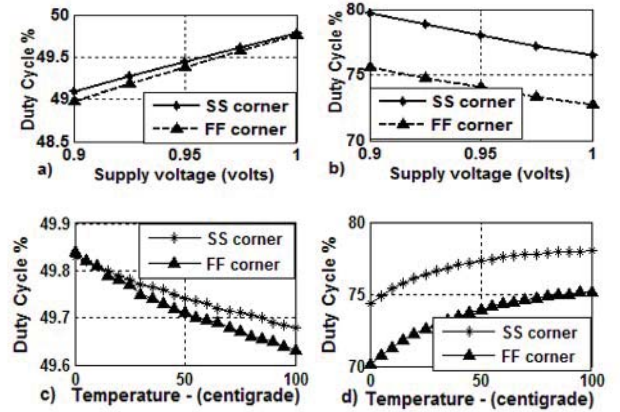 Duty Cycle %
50
49.5
49
48.5
SS corner
FF corner
0.9
0.95
1
a)
Supply voltage (volts)
Duty Cycle %
80
75
70
SS corner
FF corner
0.9
0.95
1
b)
Supply voltage (volts)
Duty Cycle %
49.9
49.8
49.7
49.6
SS corner
FF corner
0
50
100
c)
Temperature - (centigrade)
Duty Cycle %
80
75
70
SS corner
FF corner
0
50
100
d)
Temperature - (centigrade)